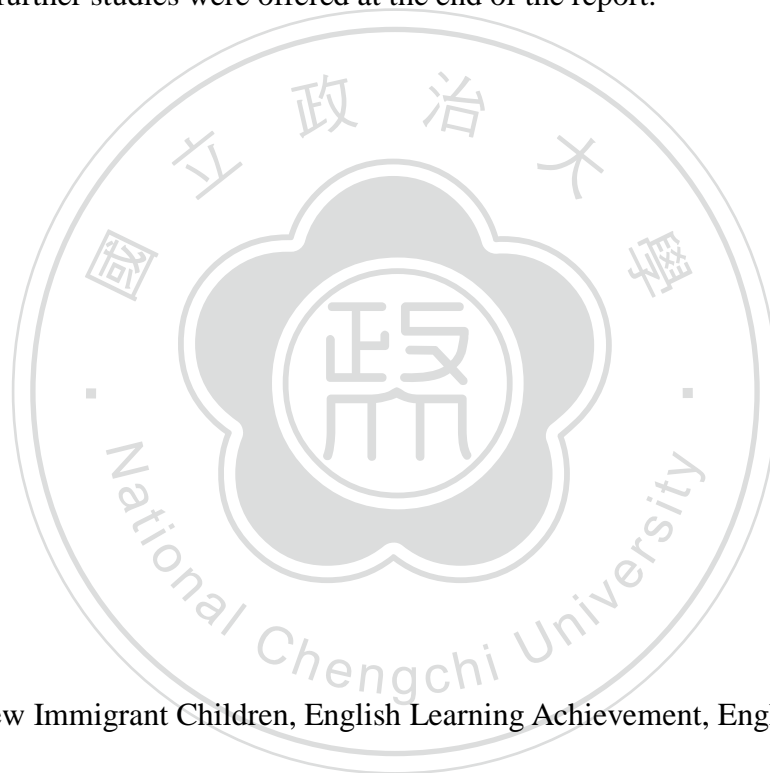 further studies were offered at the end of the report.
國立政治大學
政
National Chengchi University
ew Immigrant Children, English Learning Achievement, Engl